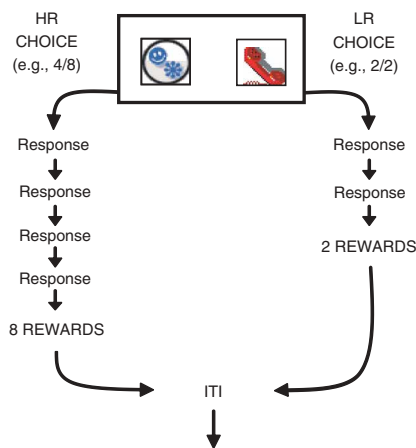 HR
CHOICE
(e.g., 4/8)
Response
Response
Response
Response
8 REWARDS
LR
CHOICE
(e.g., 2/2)
Response
Response
2 REWARDS
ITI